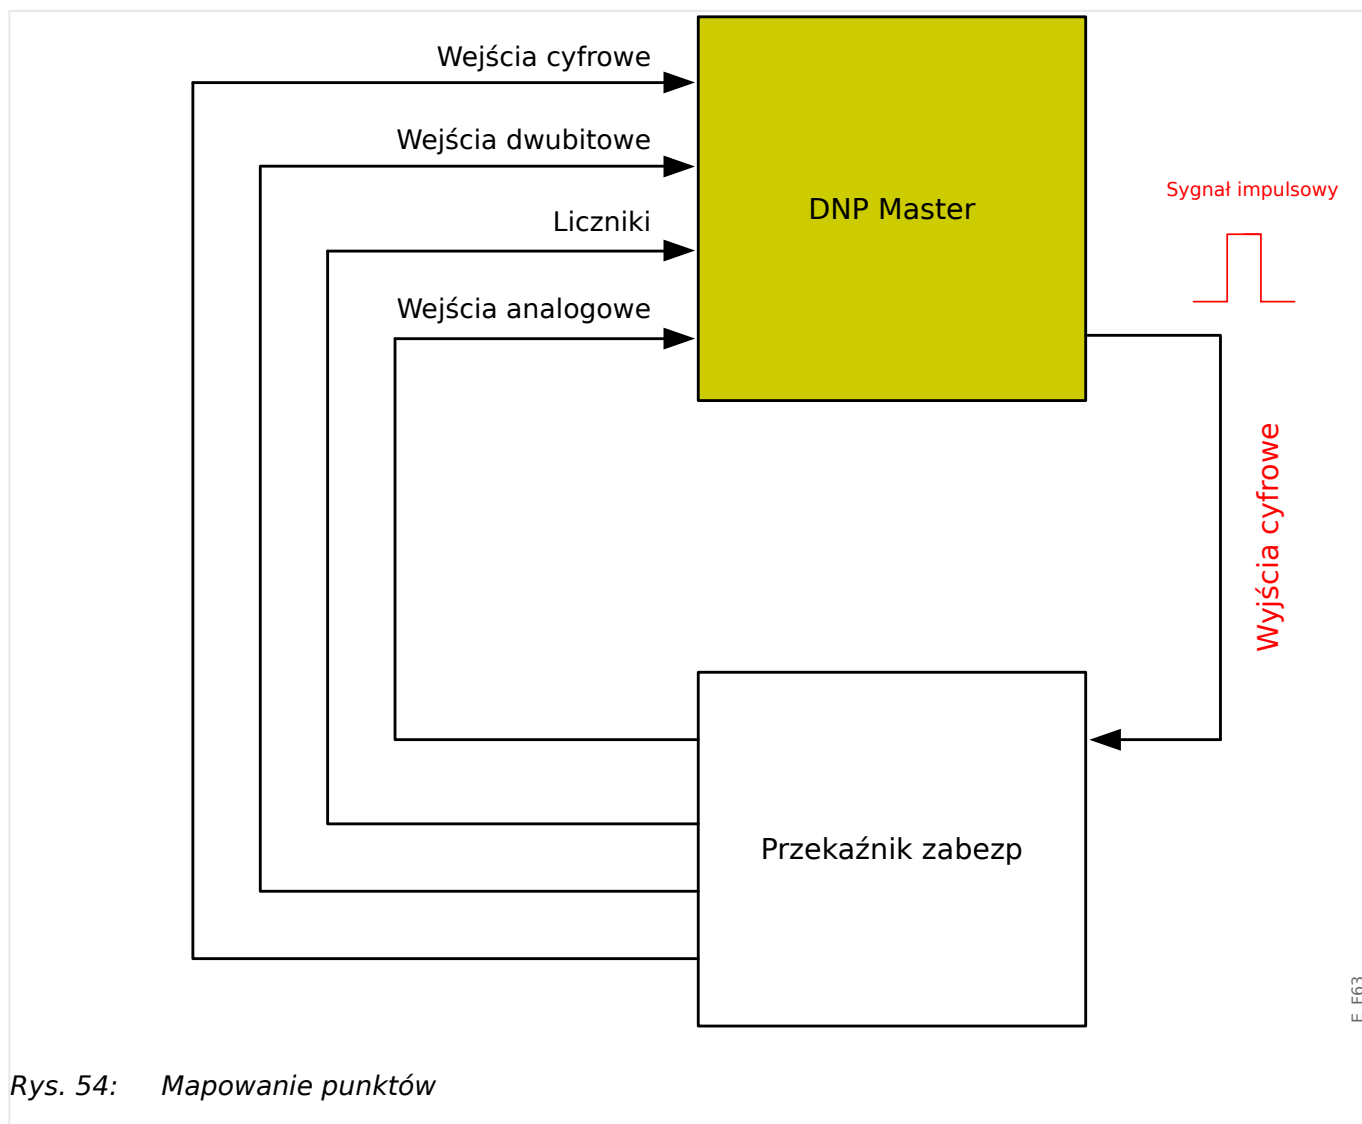 Wejścia cyfrowe
Wejścia dwubitowe
Liczniki
Wejścia analogowe
DNP Master
Sygnał impulsowy
Wyjścia cyfrowe
Przekaźnik zabezp
Rys. 54: Mapowanie punktów